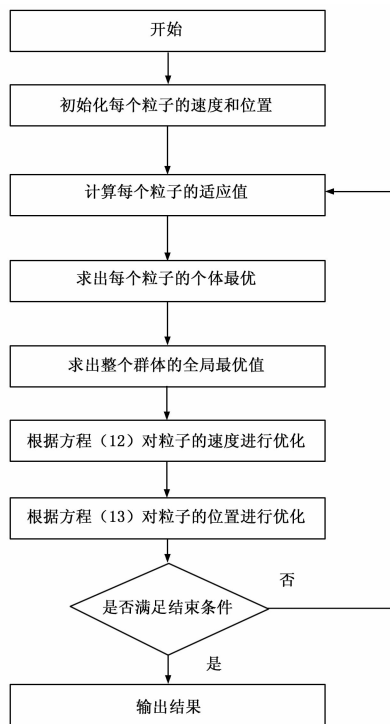 开始
初始化每个粒子的速度和位置
计算每个粒子的适应值
求出每个粒子的个体最优
求出整个群体的全局最优值
根据方程（12）对粒子的速度进行优化
根据方程（13）对粒子的位置进行优化
否
是否满足结束条件
是
输出结果